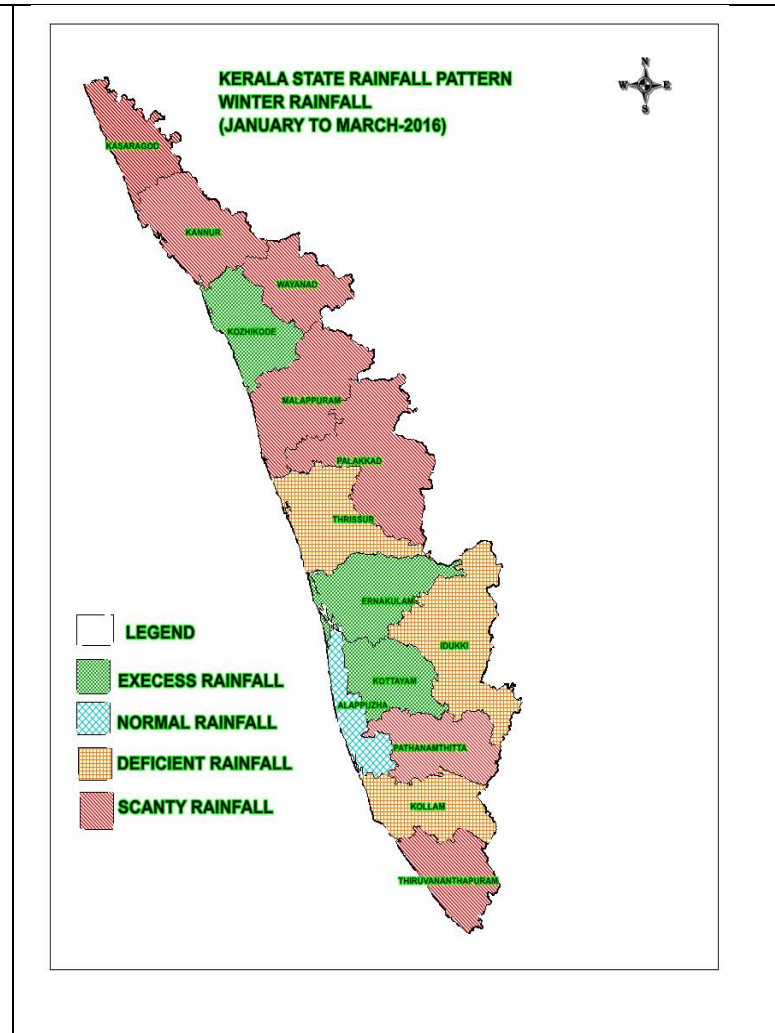 KERALA STATE RAINFALL PATTERN
WINTER RAINFALL
(JANUARY TO MARCH-2016)
N
W E
S
KASARAGOD
KANNUR
WAYANAD
KOZHIKODE
MALAPPURAM
PALAKKAD
THRISSUR
ERNAKULAM
IDUKKI
KOTTAYAM
ALAPPUZHA
PATHANAMTHITTA
KOLLAM
THIRUVANANTHAPURAM
LEGEND
EXECESS RAINFALL
NORMAL RAINFALL
DEFICIENT RAINFALL
SCANTY RAINFALL